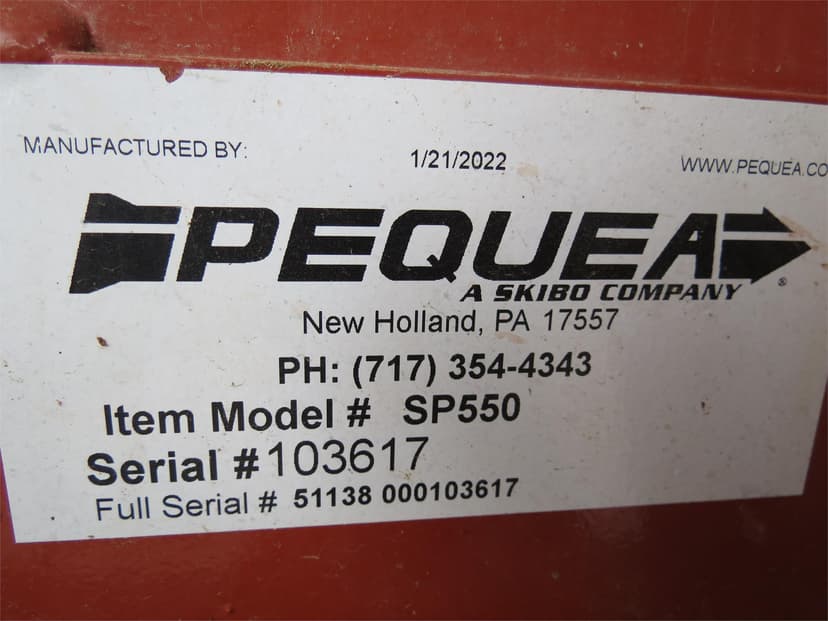 MANUFACTURED BY: 1/21/2022 WWW.PEQUEA.CO
PEQUEA ®
A SKIBO COMPANY
New Holland, PA 17557
PH: (717) 354-4343
Item Model # SP550
Serial #103617
Full Serial # 51138 000103617